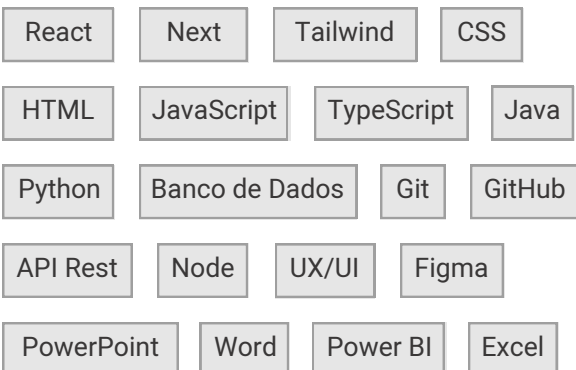 React Next Tailwind CSS
HTML JavaScript TypeScript Java
Python Banco de Dados Git GitHub
API Rest Node UX/UI Figma
PowerPoint Word Power BI Excel